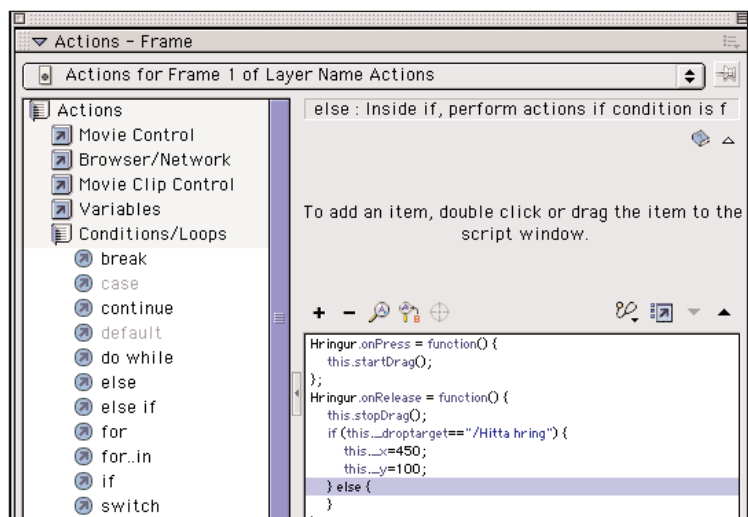 Actions - Frame
Actions for Frame 1 of Layer Name Actions
Actions
Movie Control
Browser/Network
Movie Clip Control
Variables
Conditions/Loops
break
case
continue
default
do while
else
else if
for
for..in
if
switch
else : Inside if, perform actions if condition is f
To add an item, double click or drag the item to the
script window.
Hringur.onPress = function() {
this.startDrag();
};
Hringur.onRelease = function() {
this.stopDrag();
if (this._droptarget=="/Hitta hring") {
this._x=450;
this._y=100;
} else {
}